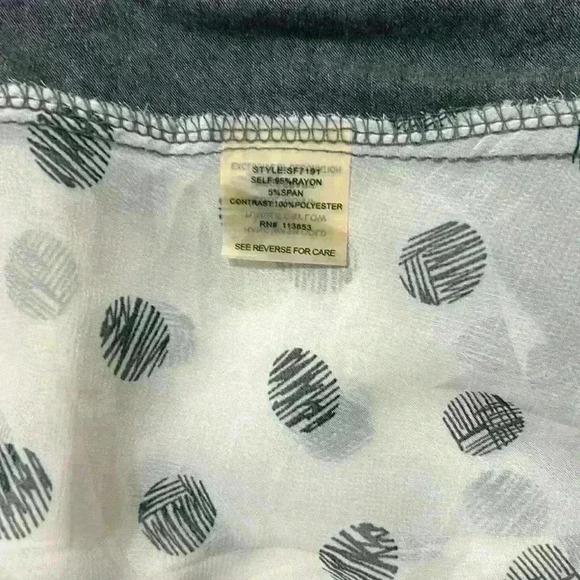 STYLE:SF7191
SELF:95%RAYON
5%SPAN
CONTRAST:100%POLYESTER
RN# 113853
SEE REVERSE FOR CARE